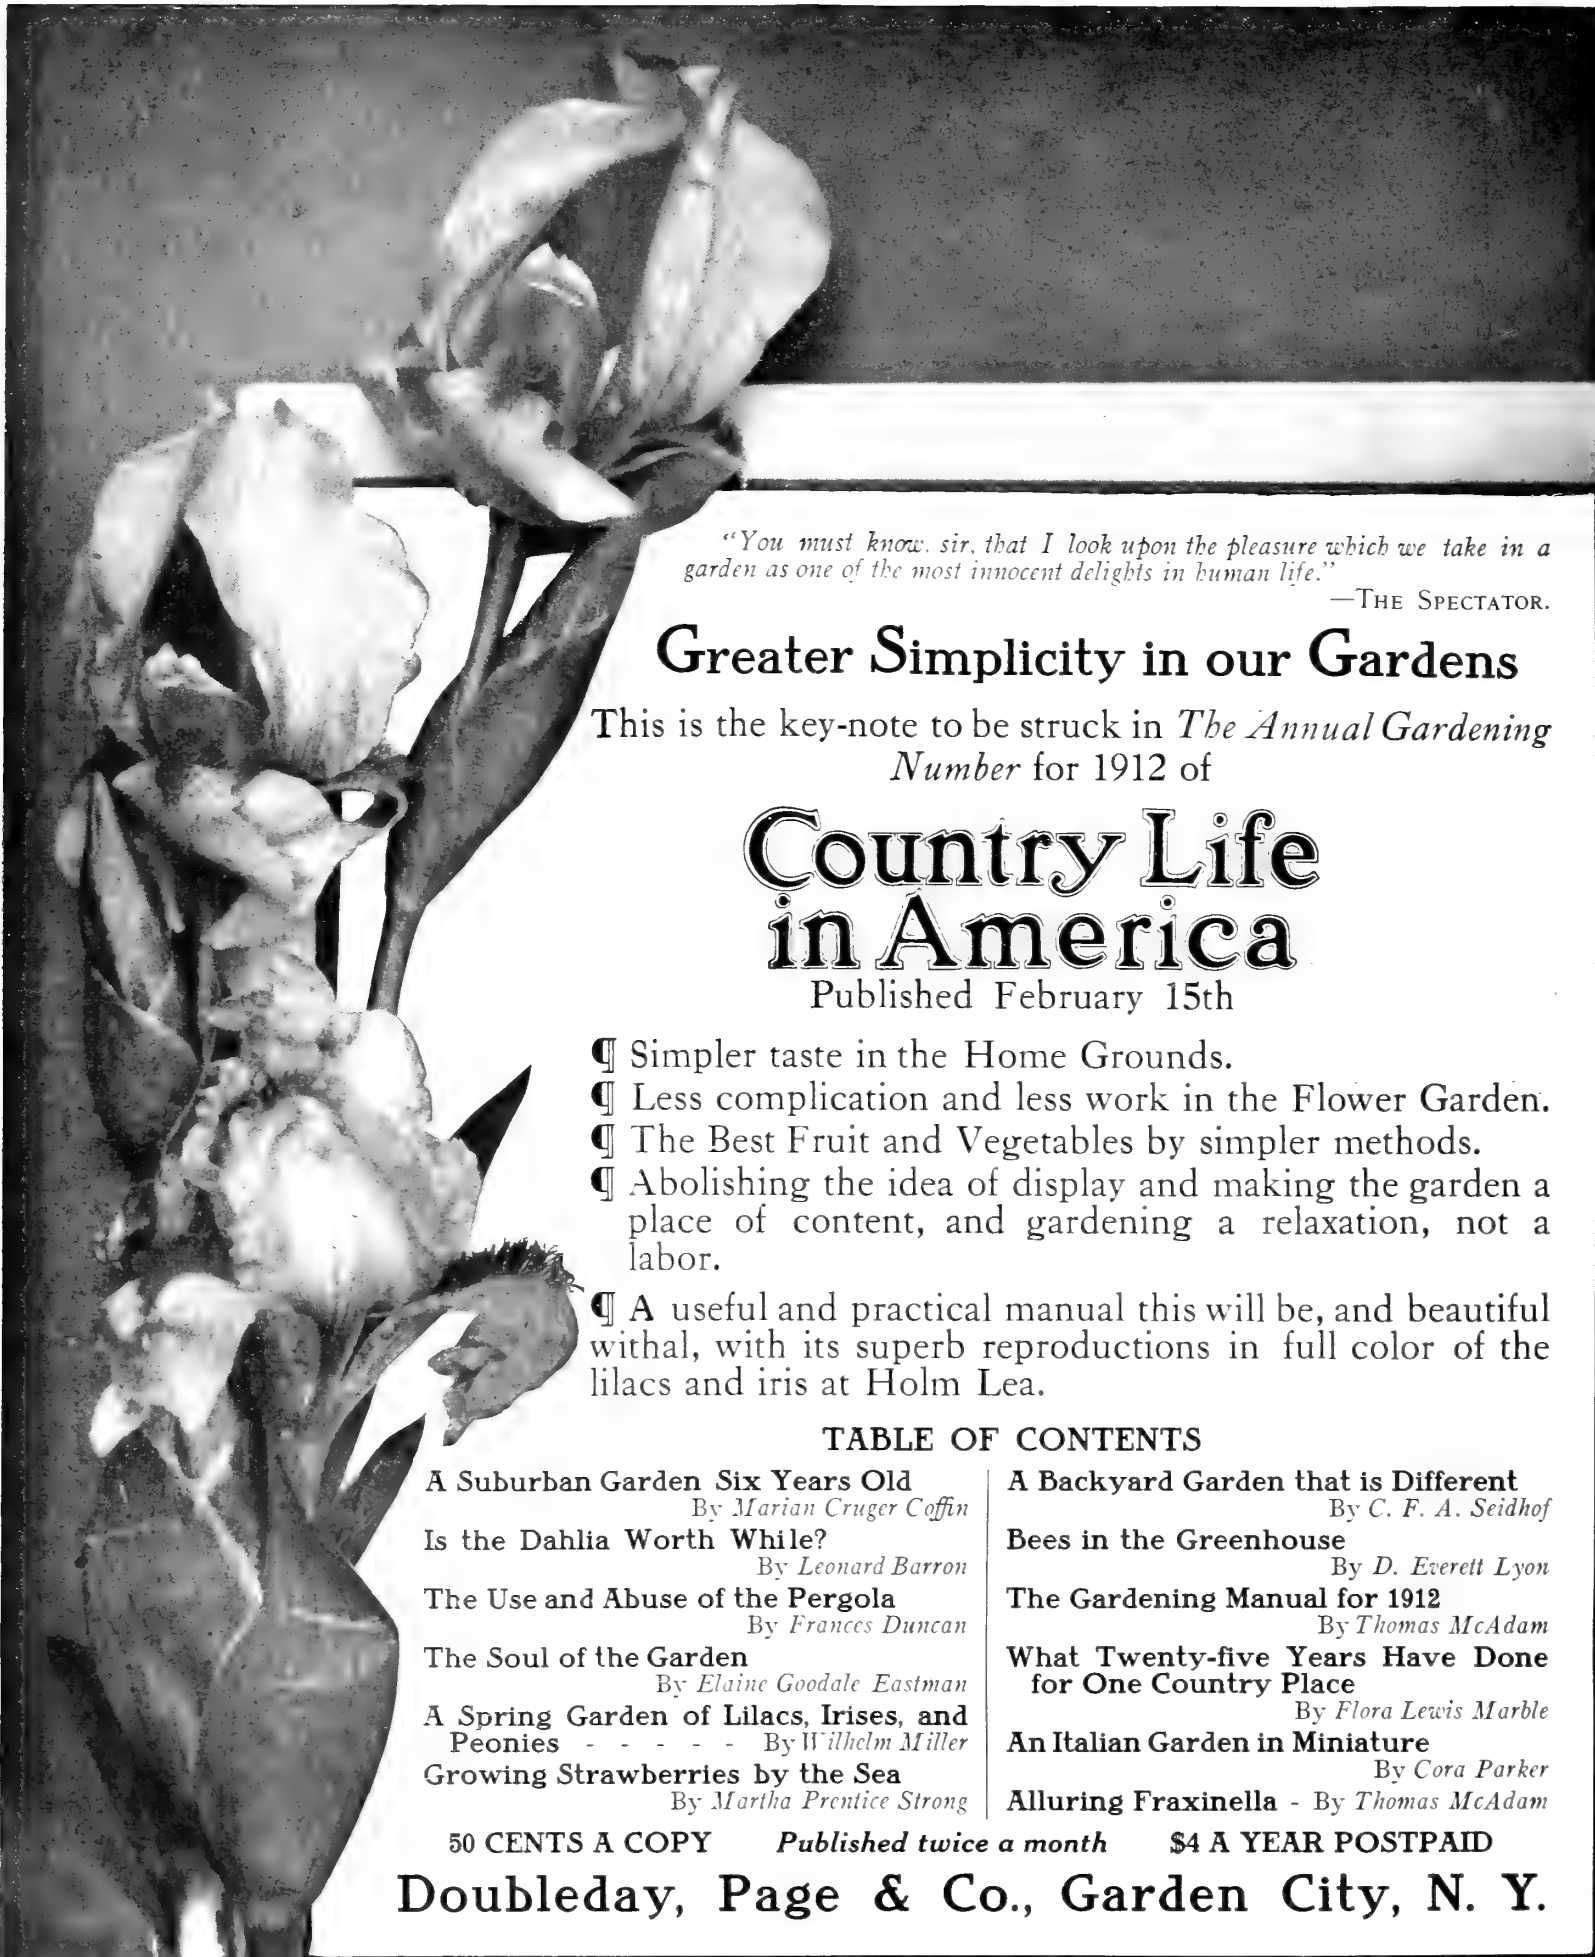 "You must know, sir, that I look upon the pleasure which we take in a
garden as one of the most innocent delights in human life."
—THE SPECTATOR.
Greater Simplicity in our Gardens
This is the key-note to be struck in The Annual Gardening
Number for 1912 of
Country Life
in America
Published February 15th
¶ Simpler taste in the Home Grounds.
¶ Less complication and less work in the Flower Garden.
¶ The Best Fruit and Vegetables by simpler methods.
¶ Abolishing the idea of display and making the garden a
place of content, and gardening a relaxation, not a
labor.
¶ A useful and practical manual this will be, and beautiful
withal, with its superb reproductions in full color of the
lilacs and iris at Holm Lea.
TABLE OF CONTENTS
A Suburban Garden Six Years Old
By Marian Cruger Coffin
Is the Dahlia Worth While?
By Leonard Barron
The Use and Abuse of the Pergola
By Frances Duncan
The Soul of the Garden
By Elaine Goodale Eastman
A Spring Garden of Lilacs, Irises, and
Peonies - - - - - By Wilhelm Miller
Growing Strawberries by the Sea
By Martha Prentice Strong
A Backyard Garden that is Different
By C. F. A. Seidhof
Bees in the Greenhouse
By D. Everett Lyon
The Gardening Manual for 1912
By Thomas McAdam
What Twenty-five Years Have Done
for One Country Place
By Flora Lewis Marble
An Italian Garden in Miniature
By Cora Parker
Alluring Fraxinella - By Thomas McAdam
50 CENTS A COPY Published twice a month $4 A YEAR POSTPAID
Doubleday, Page & Co., Garden City, N. Y.